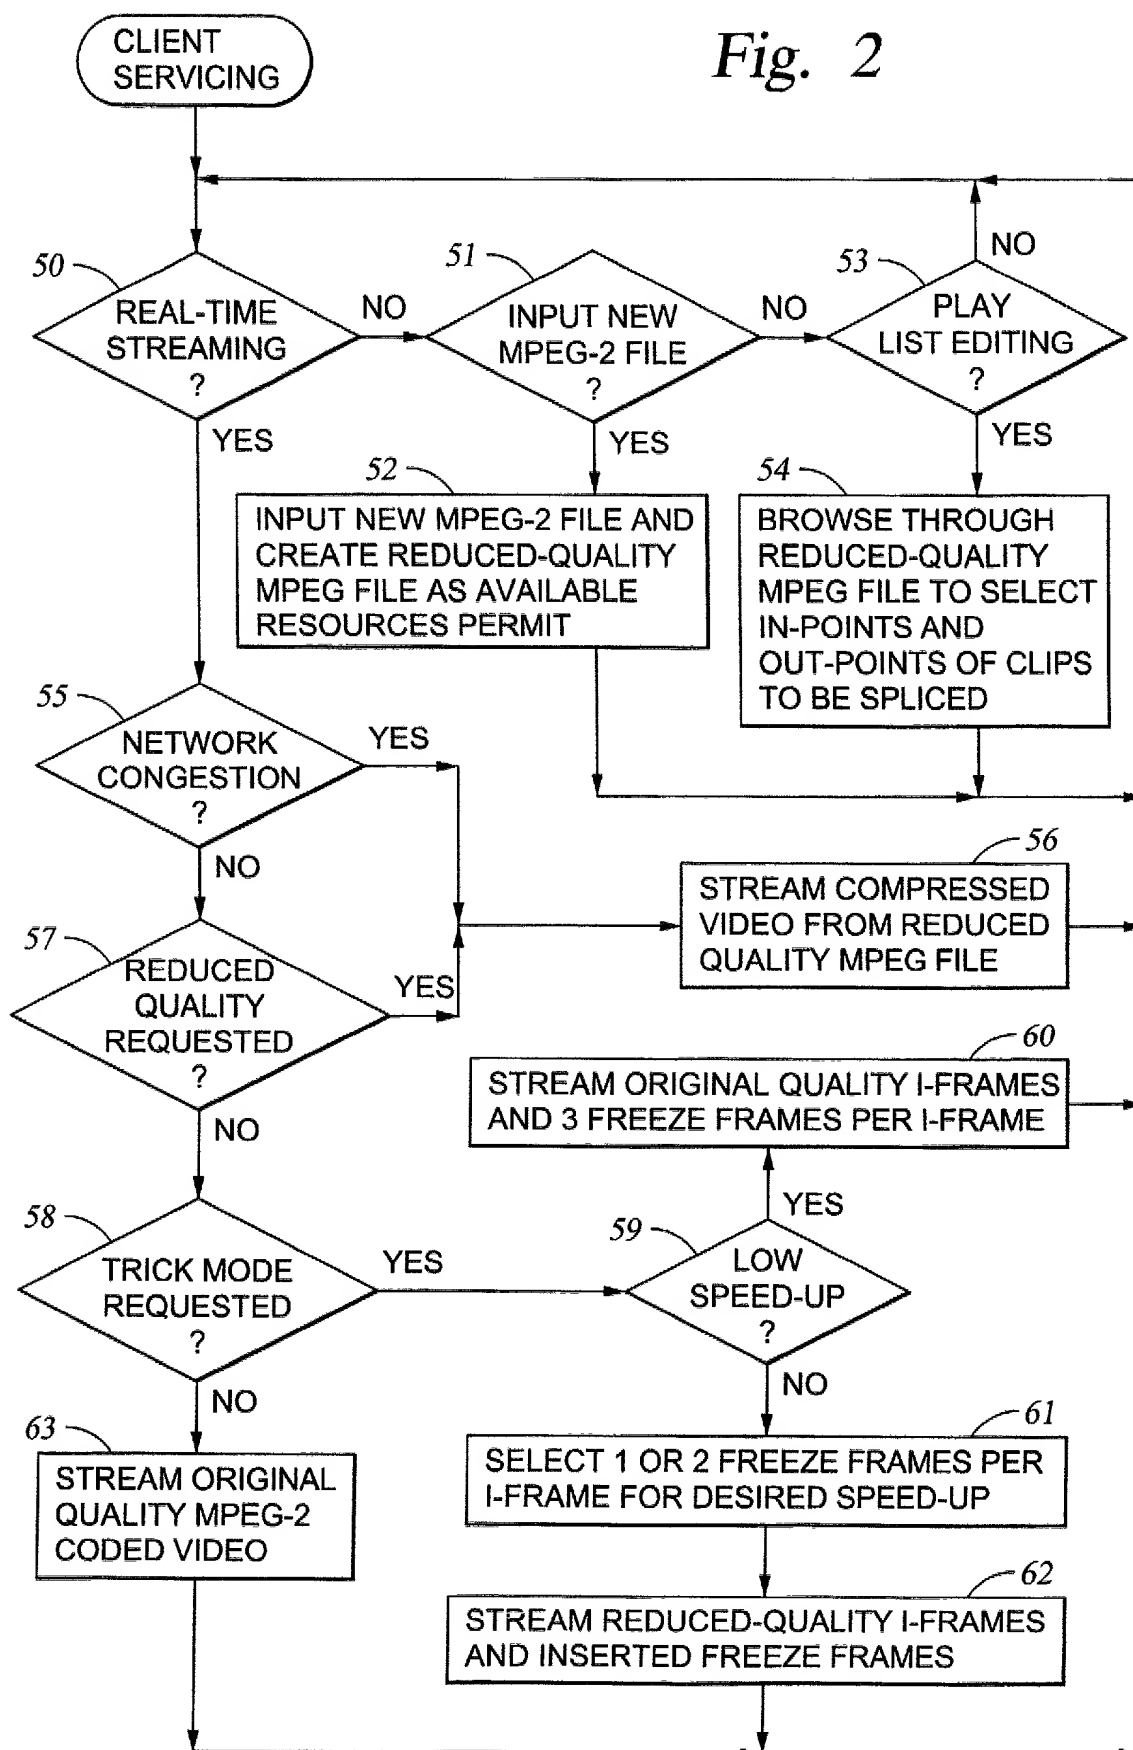 CLIENT
SERVICING
Fig. 2
50
REAL-TIME
STREAMING
?
NO
YES
51
INPUT NEW
MPEG-2 FILE
?
NO
YES
53
PLAY
LIST EDITING
?
NO
YES
52
INPUT NEW MPEG-2 FILE AND
CREATE REDUCED-QUALITY
MPEG FILE AS AVAILABLE
RESOURCES PERMIT
54
BROWSE THROUGH
REDUCED-QUALITY
MPEG FILE TO SELECT
IN-POINTS AND
OUT-POINTS OF CLIPS
TO BE SPLICED
55
NETWORK
CONGESTION
?
YES
NO
56
STREAM COMPRESSED
VIDEO FROM REDUCED
QUALITY MPEG FILE
57
REDUCED
QUALITY
REQUESTED
?
YES
NO
60
STREAM ORIGINAL QUALITY I-FRAMES
AND 3 FREEZE FRAMES PER I-FRAME
58
TRICK MODE
REQUESTED
?
YES
NO
59
LOW
SPEED-UP
?
YES
NO
63
STREAM ORIGINAL
QUALITY MPEG-2
CODED VIDEO
61
SELECT 1 OR 2 FREEZE FRAMES PER
I-FRAME FOR DESIRED SPEED-UP
62
STREAM REDUCED-QUALITY I-FRAMES
AND INSERTED FREEZE FRAMES